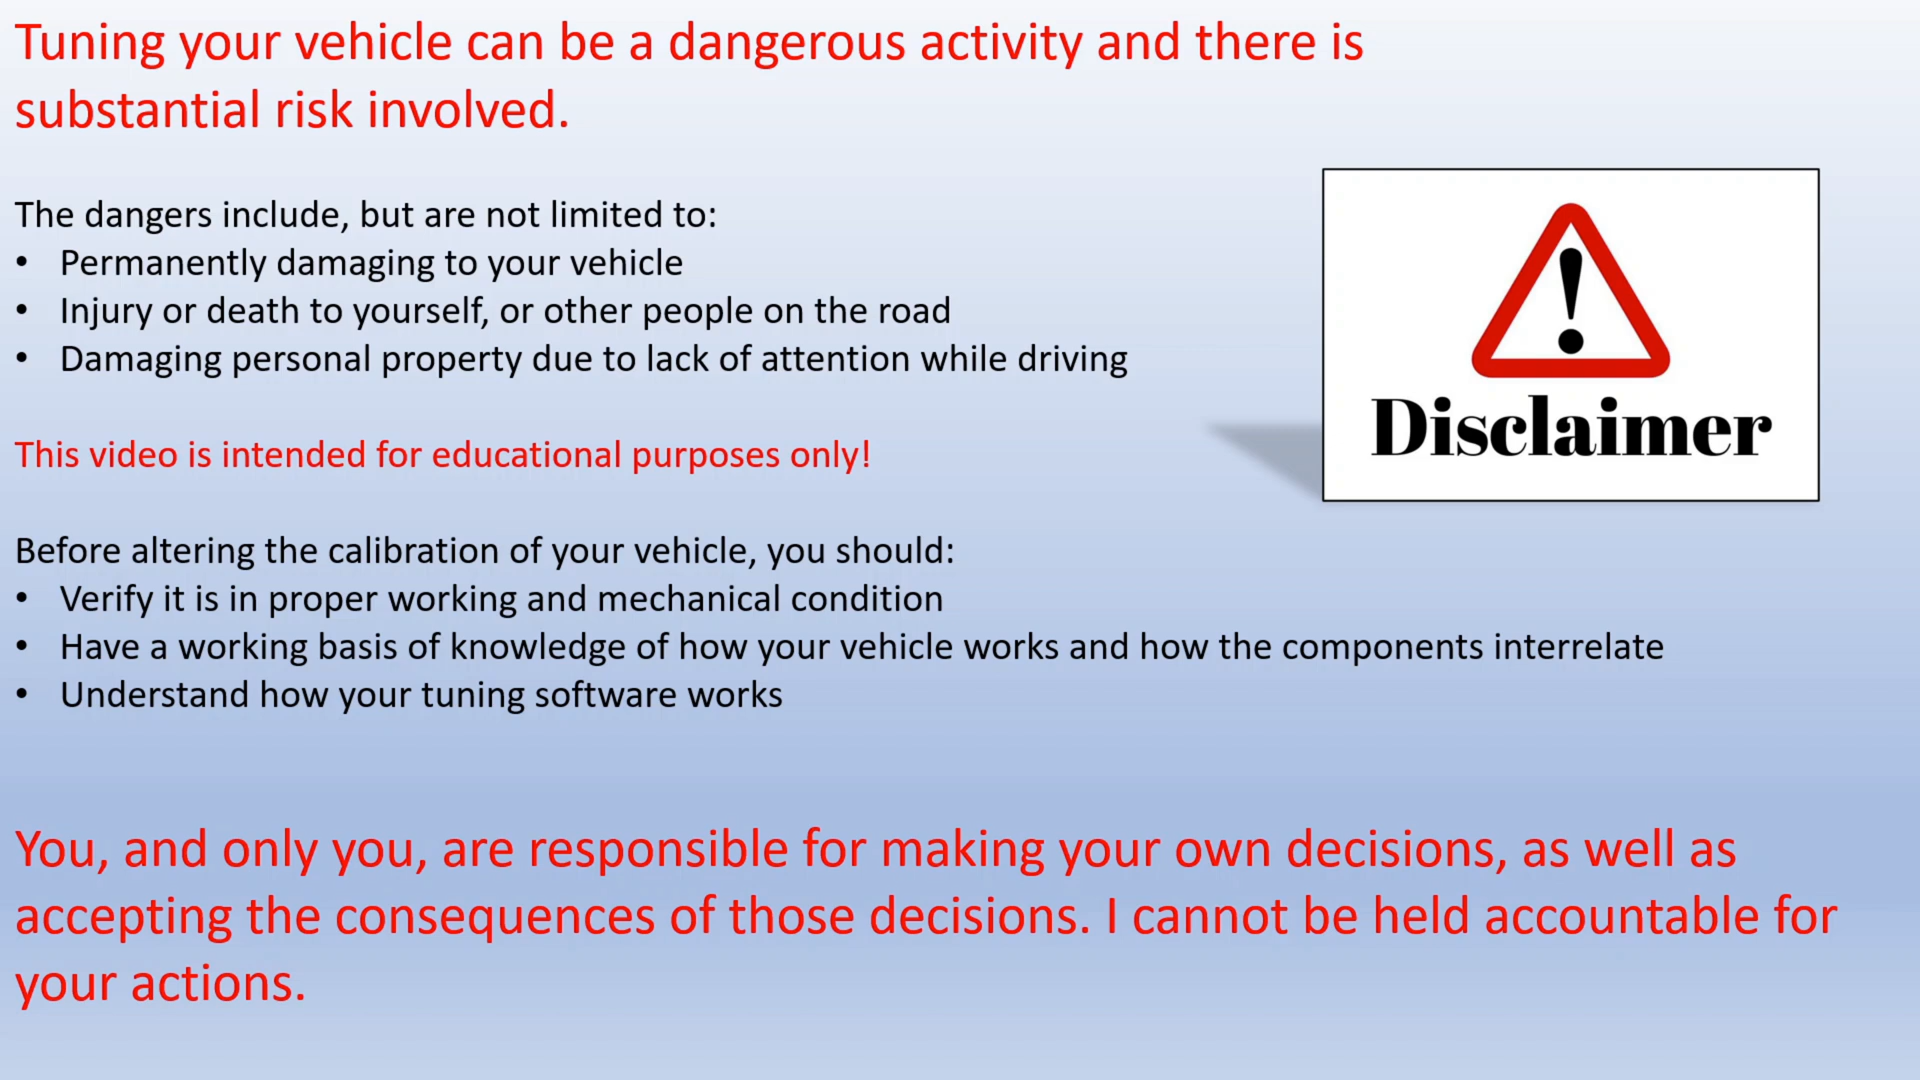 Tuning your vehicle can be a dangerous activity and there is
substantial risk involved.
The dangers include, but are not limited to:
• Permanently damaging to your vehicle
• Injury or death to yourself, or other people on the road
• Damaging personal property due to lack of attention while driving
Disclaimer
This video is intended for educational purposes only!
Before altering the calibration of your vehicle, you should:
• Verify it is in proper working and mechanical condition
• Have a working basis of knowledge of how your vehicle works and how the components interrelate
• Understand how your tuning software works
You, and only you, are responsible for making your own decisions, as well as
accepting the consequences of those decisions. I cannot be held accountable for
your actions.